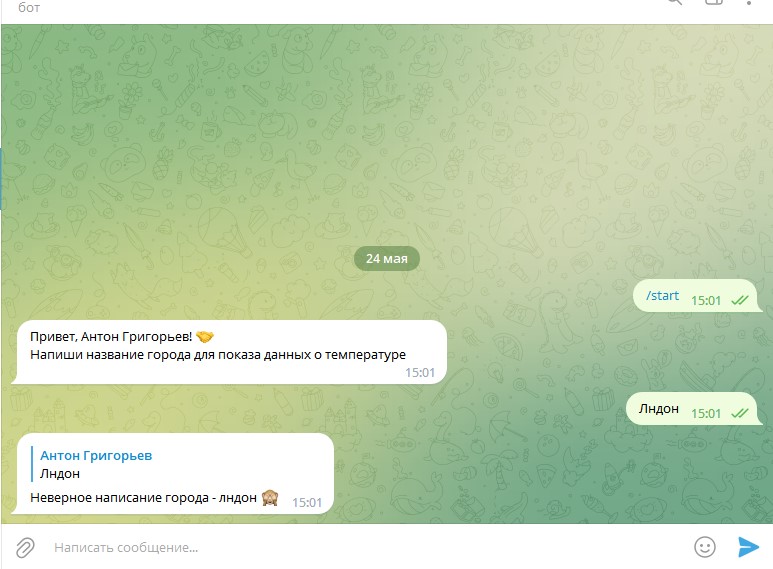 бот
24 мая
/start 15:01
Привет, Антон Григорьев! 🤝
Напиши название города для показа данных о температуре
15:01
Лндон 15:01
Антон Григорьев
Лндон
Неверное написание города - лндон 🙈 15:01
Написать сообщение...